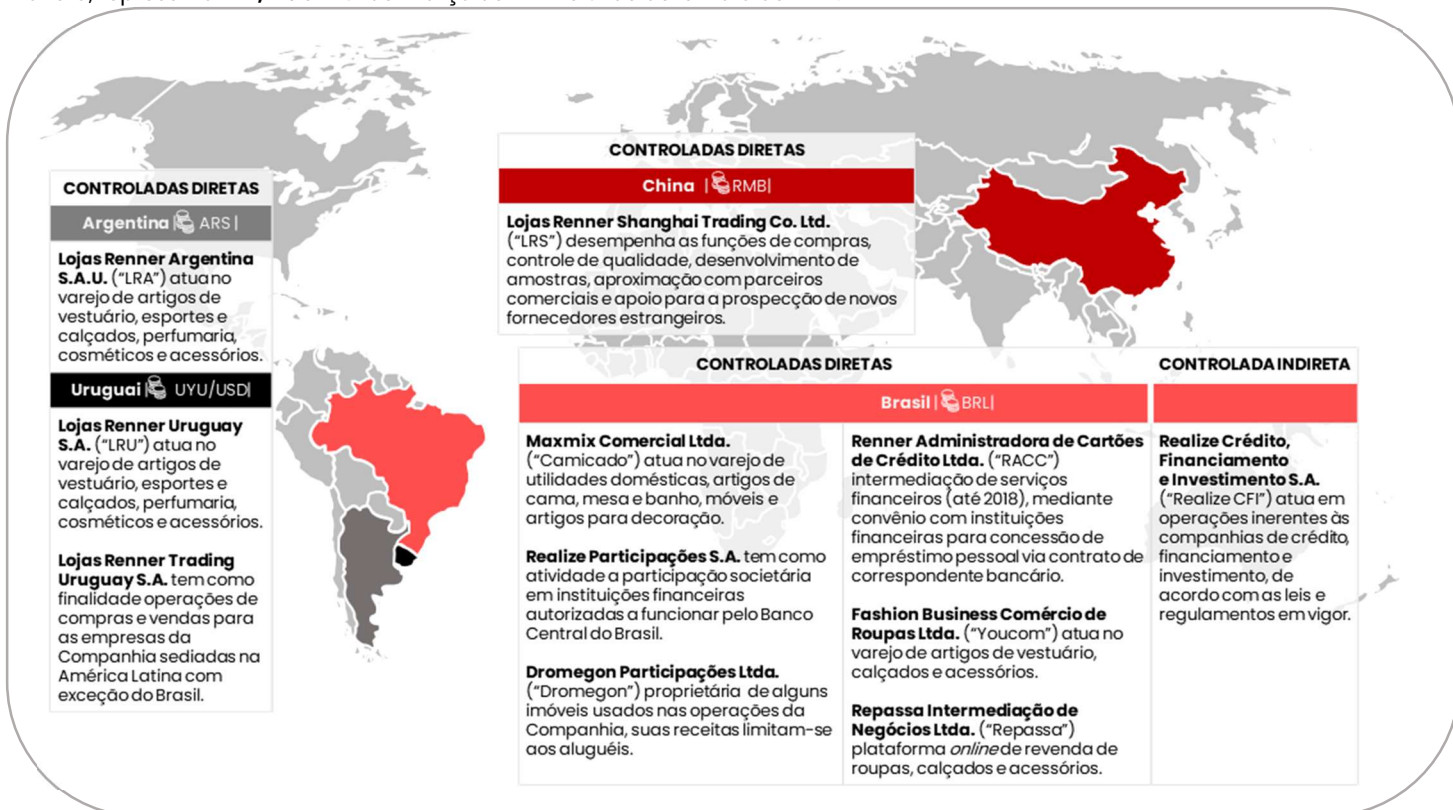 CONTROLADAS DIRETAS
Argentina | ARS |
Lojas Renner Argentina
S.A.U. (“LRA”) atua no
varejo de artigos de
vestuário, esportes e
calçados, perfumaria,
cosméticos e acessórios.
Uruguai | UYU/USD|
Lojas Renner Uruguay
S.A. (“LRU”) atua no
varejo de artigos de
vestuário, esportes e
calçados, perfumaria,
cosméticos e acessórios.
Lojas Renner Trading
Uruguay S.A. tem como
finalidade operações de
compras e vendas para
as empresas da
Companhia sediadas na
América Latina com
exceção do Brasil.
CONTROLADAS DIRETAS
China | RMB|
Lojas Renner Shanghai Trading Co. Ltd.
(“LRS”) desempenha as funções de compras,
controle de qualidade, desenvolvimento de
amostras, aproximação com parceiros
comerciais e apoio para a prospecção de novos
fornecedores estrangeiros.
CONTROLADAS DIRETAS
Brasil | BRL|
Maxmix Comercial Ltda.
(“Camicado”) atua no varejo de
utilidades domésticas, artigos de
cama, mesa e banho, móveis e
artigos para decoração.
Realize Participações S.A. tem como
atividade a participação societária
em instituições financeiras
autorizadas a funcionar pelo Banco
Central do Brasil.
Dromegon Participações Ltda.
(“Dromegon”) proprietária de alguns
imóveis usados nas operações da
Companhia, suas receitas limitam-se
aos aluguéis.
Renner Administradora de Cartões
de Crédito Ltda. (“RACC”)
intermediação de serviços
financeiros (até 2018), mediante
convênio com instituições
financeiras para concessão de
empréstimo pessoal via contrato de
correspondente bancário.
Fashion Business Comércio de
Roupas Ltda. (“Youcom”) atua no
varejo de artigos de vestuário,
calçados e acessórios.
Repassa Intermediação de
Negócios Ltda. (“Repassa”)
plataforma online de revenda de
roupas, calçados e acessórios.
CONTROLADA INDIRETA
Realize Crédito,
Financiamento
e Investimento S.A.
(“Realize CFI”) atua em
operações inerentes às
companhias de crédito,
financiamento e
investimento, de
acordo com as leis e
regulamentos em vigor.